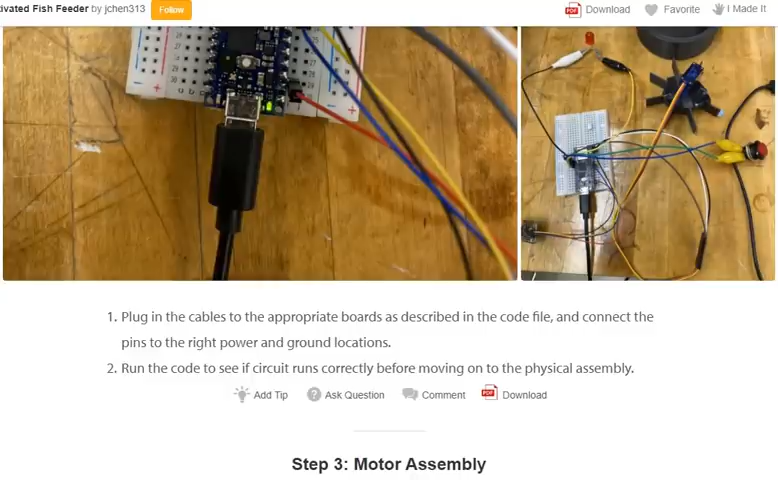 tivated Fish Feeder by jchen313 Follow
PDF Download Favorite I Made It
1. Plug in the cables to the appropriate boards as described in the code file, and connect the
pins to the right power and ground locations.
2. Run the code to see if circuit runs correctly before moving on to the physical assembly.
Add Tip ? Ask Question Comment PDF Download
Step 3: Motor Assembly